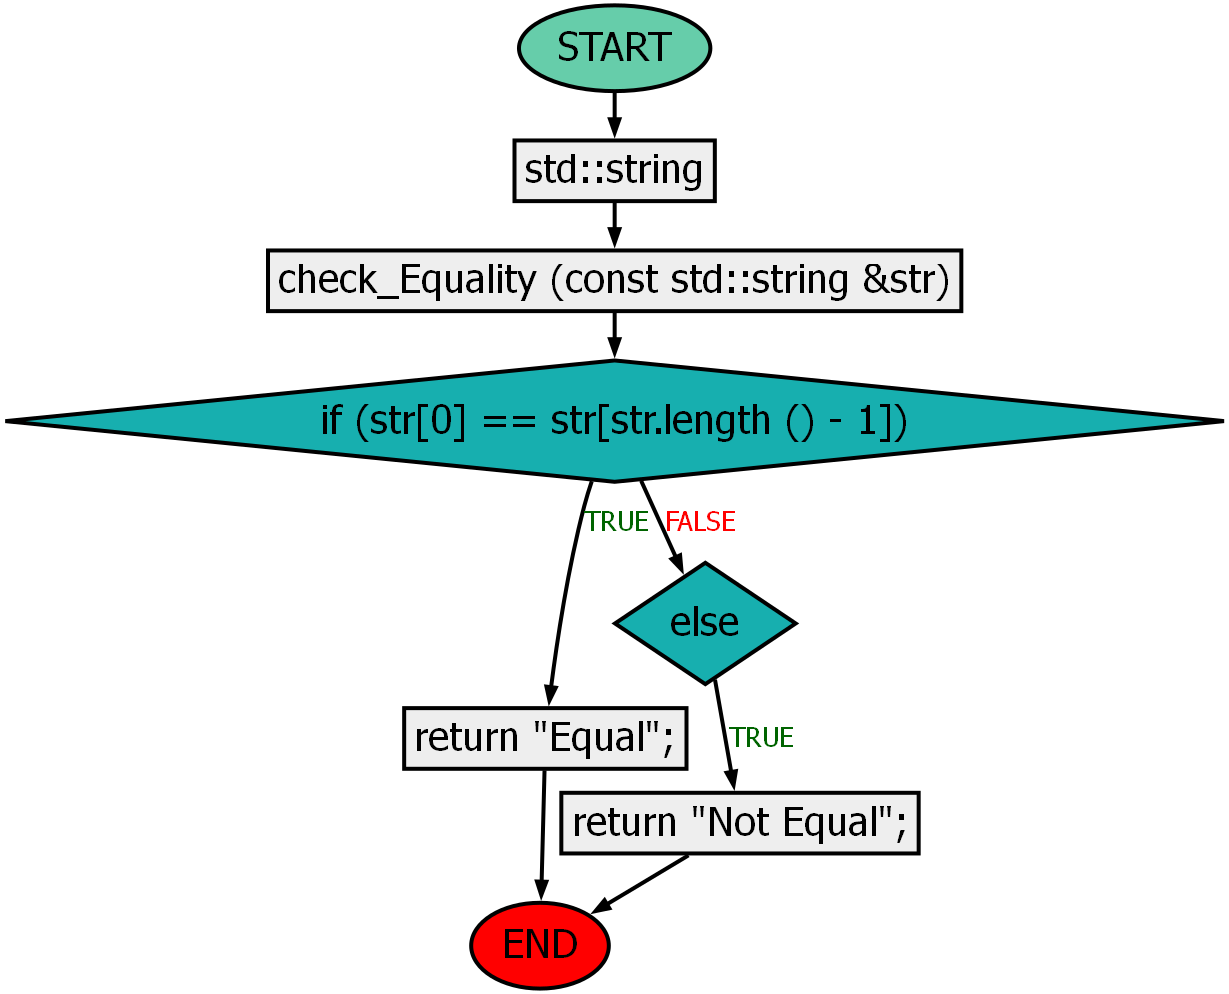 START
std::string
check_Equality (const std::string &str)
if (str[0] == str[str.length () - 1])
TRUE
FALSE
else
return "Equal";
TRUE
return "Not Equal";
END